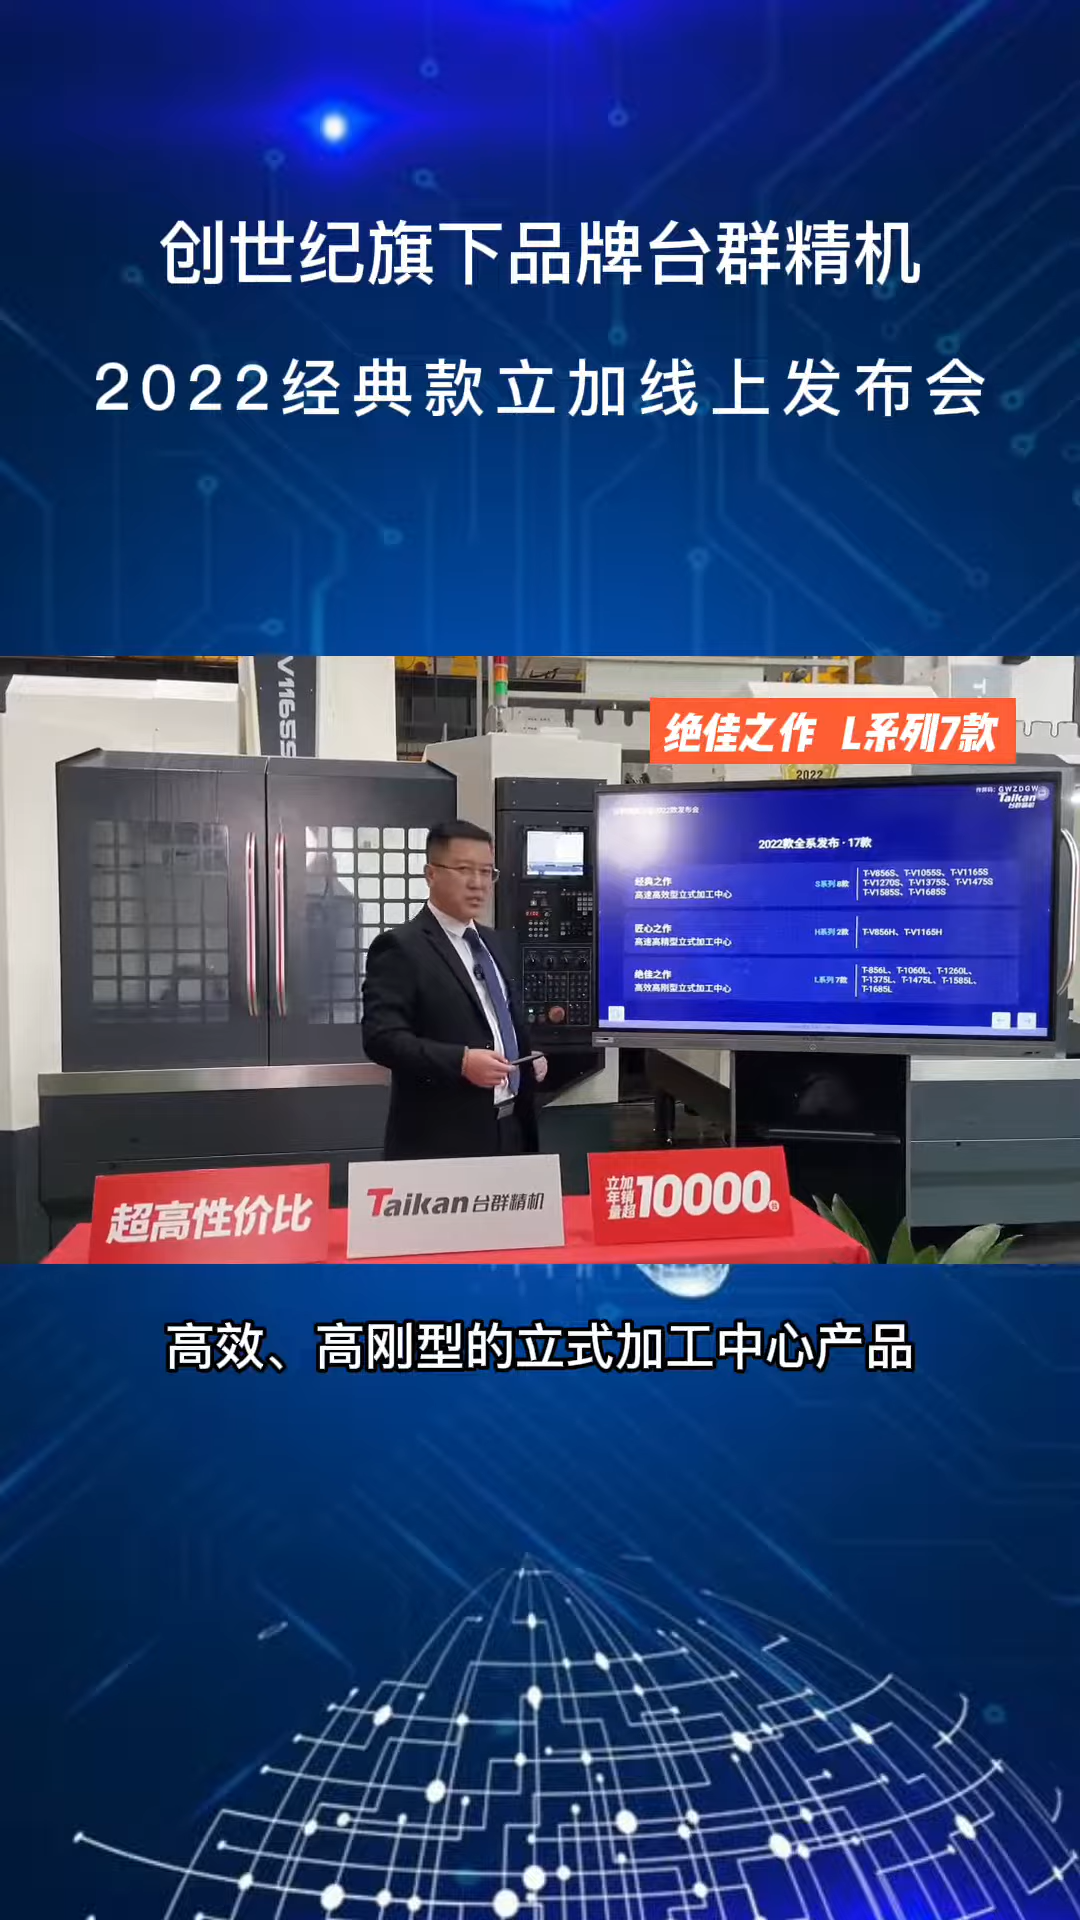 创世纪旗下品牌台群精机
2022经典款立加线上发布会
V1165S
绝佳之作 L系列7款
2022
Taikan
台群精机
2022款全系发布·17款
经典之作
高速高效型立式加工中心
S系列 8款
T-V856S、T-V1055S、T-V1165S
T-V1270S、T-V1375S、T-V1475S
T-V1585S、T-V1685S
匠心之作
高速高精型立式加工中心
H系列 2款
T-V856H、T-V1165H
绝佳之作
高效高刚型立式加工中心
L系列 7款
T-856L、T-1060L、T-1260L、
T-1375L、T-1475L、T-1585L、
T-1685L
超高性价比
Taikan台群精机
立加
年销
量超
10000台
高效、高刚型的立式加工中心产品